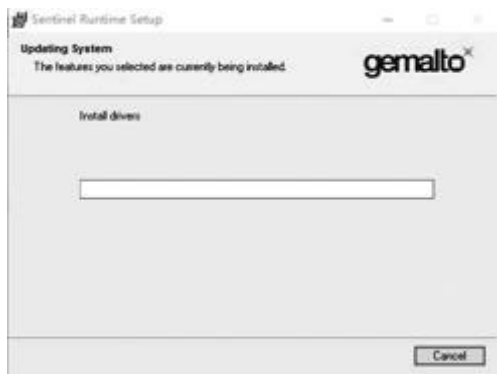 Sentinel Runtime Setup
Updating System
The features you selected are currently being installed.
gemalto
Install drivers
Cancel